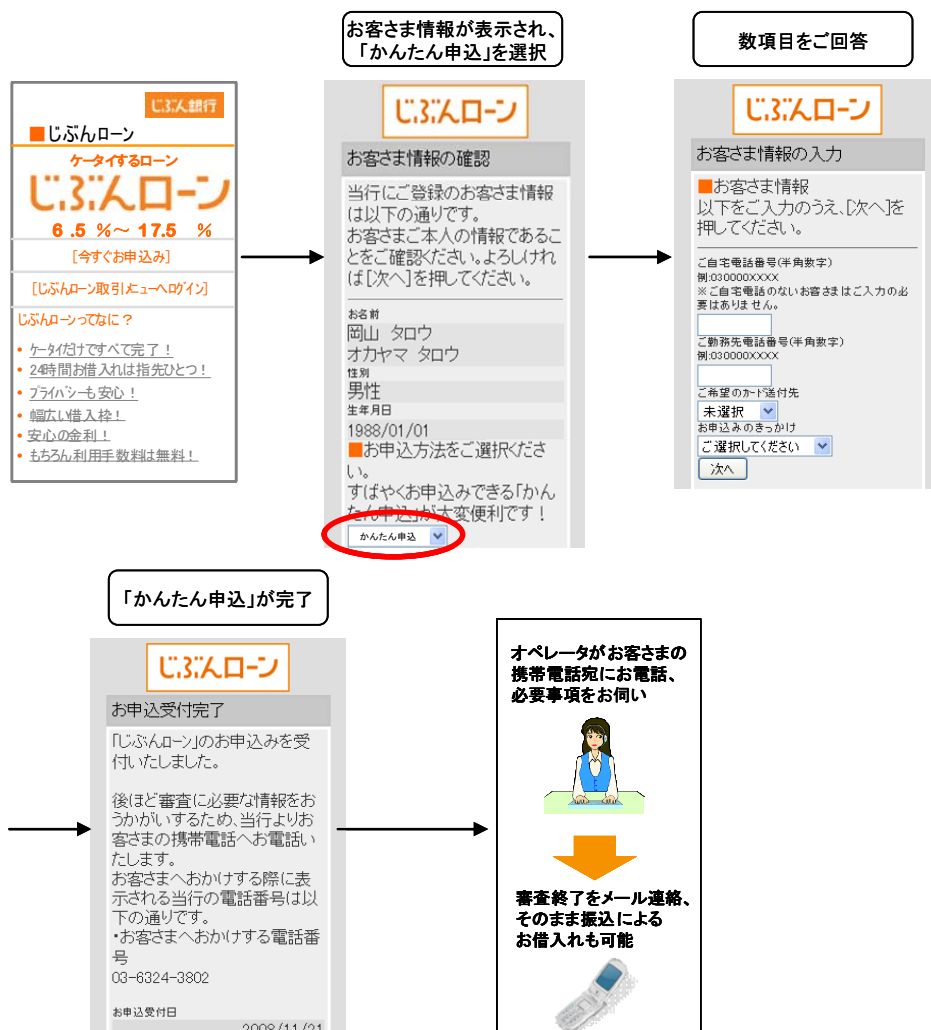 お客さま情報が表示され、
「かんたん申込」を選択
数項目をご回答
じぶん銀行
■じぶんローン
ケータイするローン
じぶんローン
6.5 %～ 17.5 %
[今すぐお申込み]
[じぶんローン取引メニューへログイン]
じぶんローンってなに？
・ケータイだけですべて完了！
・24時間お借入れは指先ひとつ！
・プライバシーも安心！
・幅広い借入枠！
・安心の金利！
・もちろん利用手数料は無料！
じぶんローン
お客さま情報の確認
当行にご登録のお客さま情報
は以下の通りです。
お客さまご本人の情報であるこ
とをご確認ください。よろしけれ
ば[次へ]を押してください。
お名前
岡山 タロウ
オカヤマ タロウ
性別
男性
生年月日
1988/01/01
■お申込方法をご選択くださ
い。
すばやくお申込みできる「かん
たん申込」が大変便利です！
かんたん申込
じぶんローン
お客さま情報の入力
■お客さま情報
以下をご入力のうえ、[次へ]を
押してください。
ご自宅電話番号(半角数字)
例:030000XXXX
※ご自宅電話のないお客さまはご入力の必
要はありません。
ご勤務先電話番号(半角数字)
例:030000XXXX
ご希望のカード送付先
未選択
お申込みのきっかけ
ご選択してください
次へ
「かんたん申込」が完了
じぶんローン
お申込受付完了
「じぶんローン」のお申込みを受
付いたしました。
後ほど審査に必要な情報をお
うかがいするため、当行よりお
客さまの携帯電話へお電話い
たします。
お客さまへおかけする際に表
示される当行の電話番号は以
下の通りです。
・お客さまへおかけする電話番
号
03-6324-3802
お申込受付日
2008/11/21
オペレータがお客さまの
携帯電話宛にお電話、
必要事項をお伺い
審査終了をメール連絡、
そのまま振込による
お借入れも可能